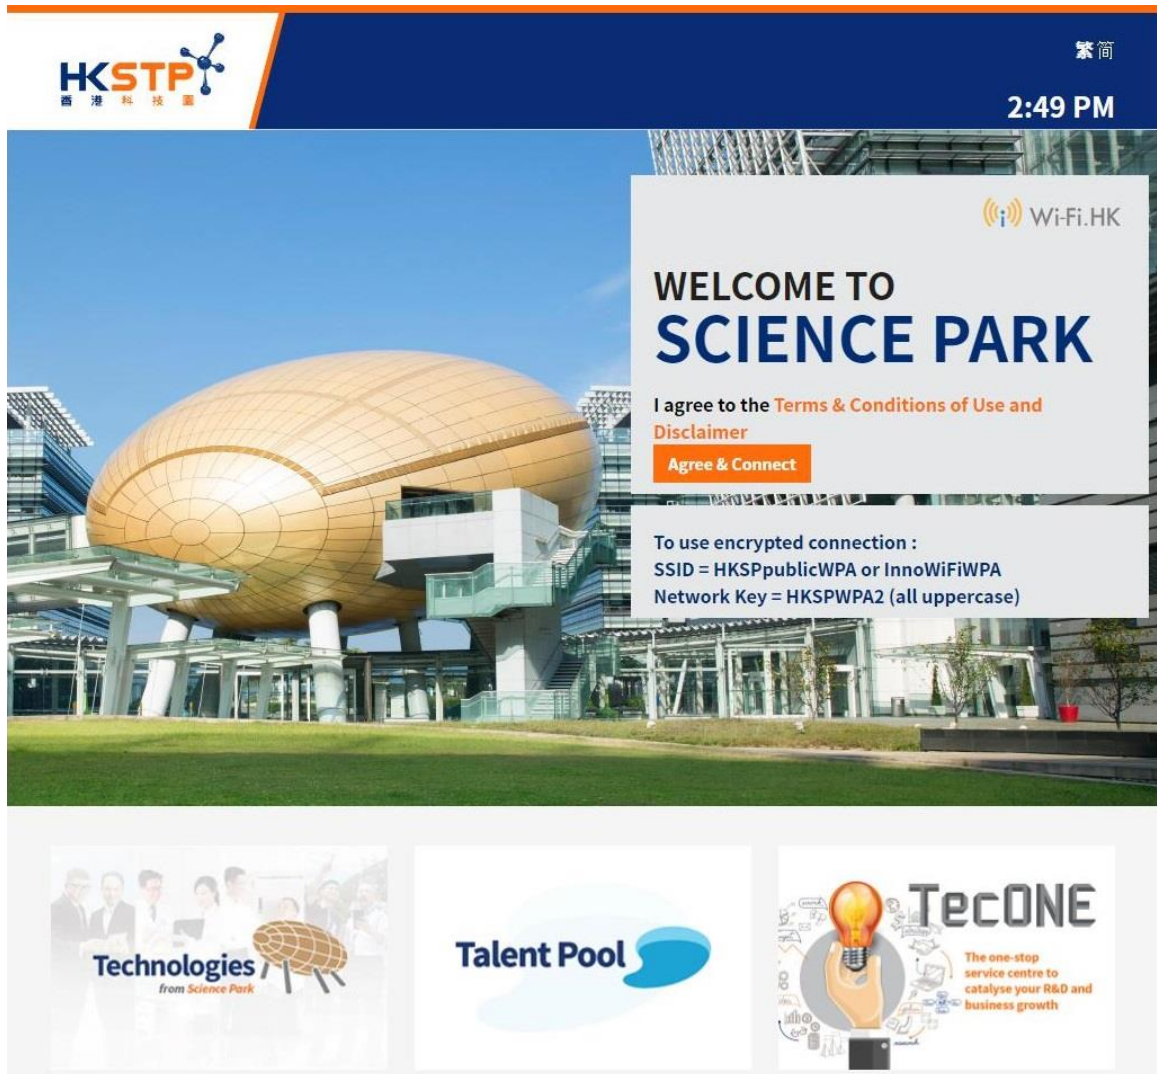 HKSTP
香港科技園
繁简
2:49 PM
Wi-Fi.HK
WELCOME TO
SCIENCE PARK
I agree to the Terms & Conditions of Use and
Disclaimer
Agree & Connect
To use encrypted connection :
SSID = HKSPpublicWPA or InnoWiFiWPA
Network Key = HKSPWPA2 (all uppercase)
Technologies
from Science Park
Talent Pool
TecONE
The one-stop
service centre to
catalyse your R&D and
business growth